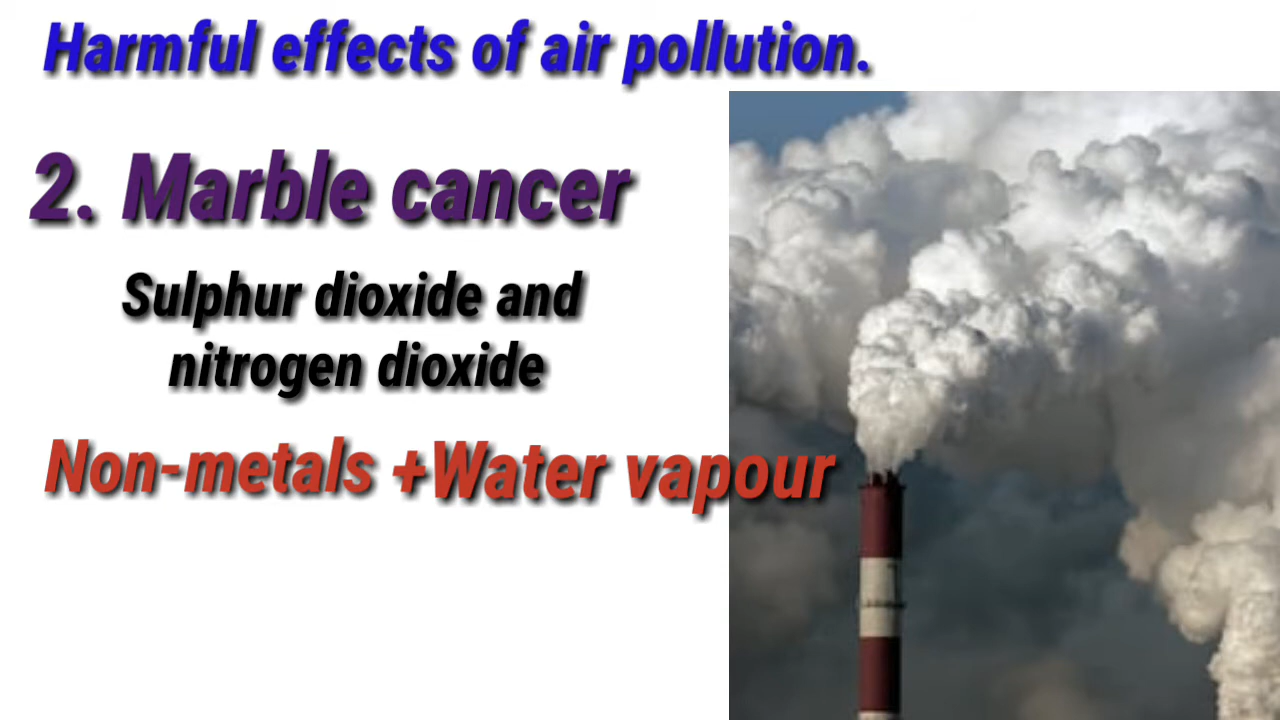 Harmful effects of air pollution.
2. Marble cancer
Sulphur dioxide and
nitrogen dioxide
Non-metals +Water vapour